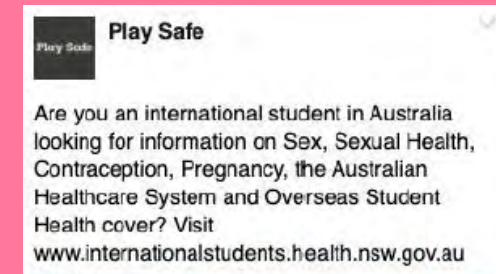 Play Safe
Play Safe
Are you an international student in Australia
looking for information on Sex, Sexual Health,
Contraception, Pregnancy, the Australian
Healthcare System and Overseas Student
Health cover? Visit
www.internationalstudents.health.nsw.gov.au